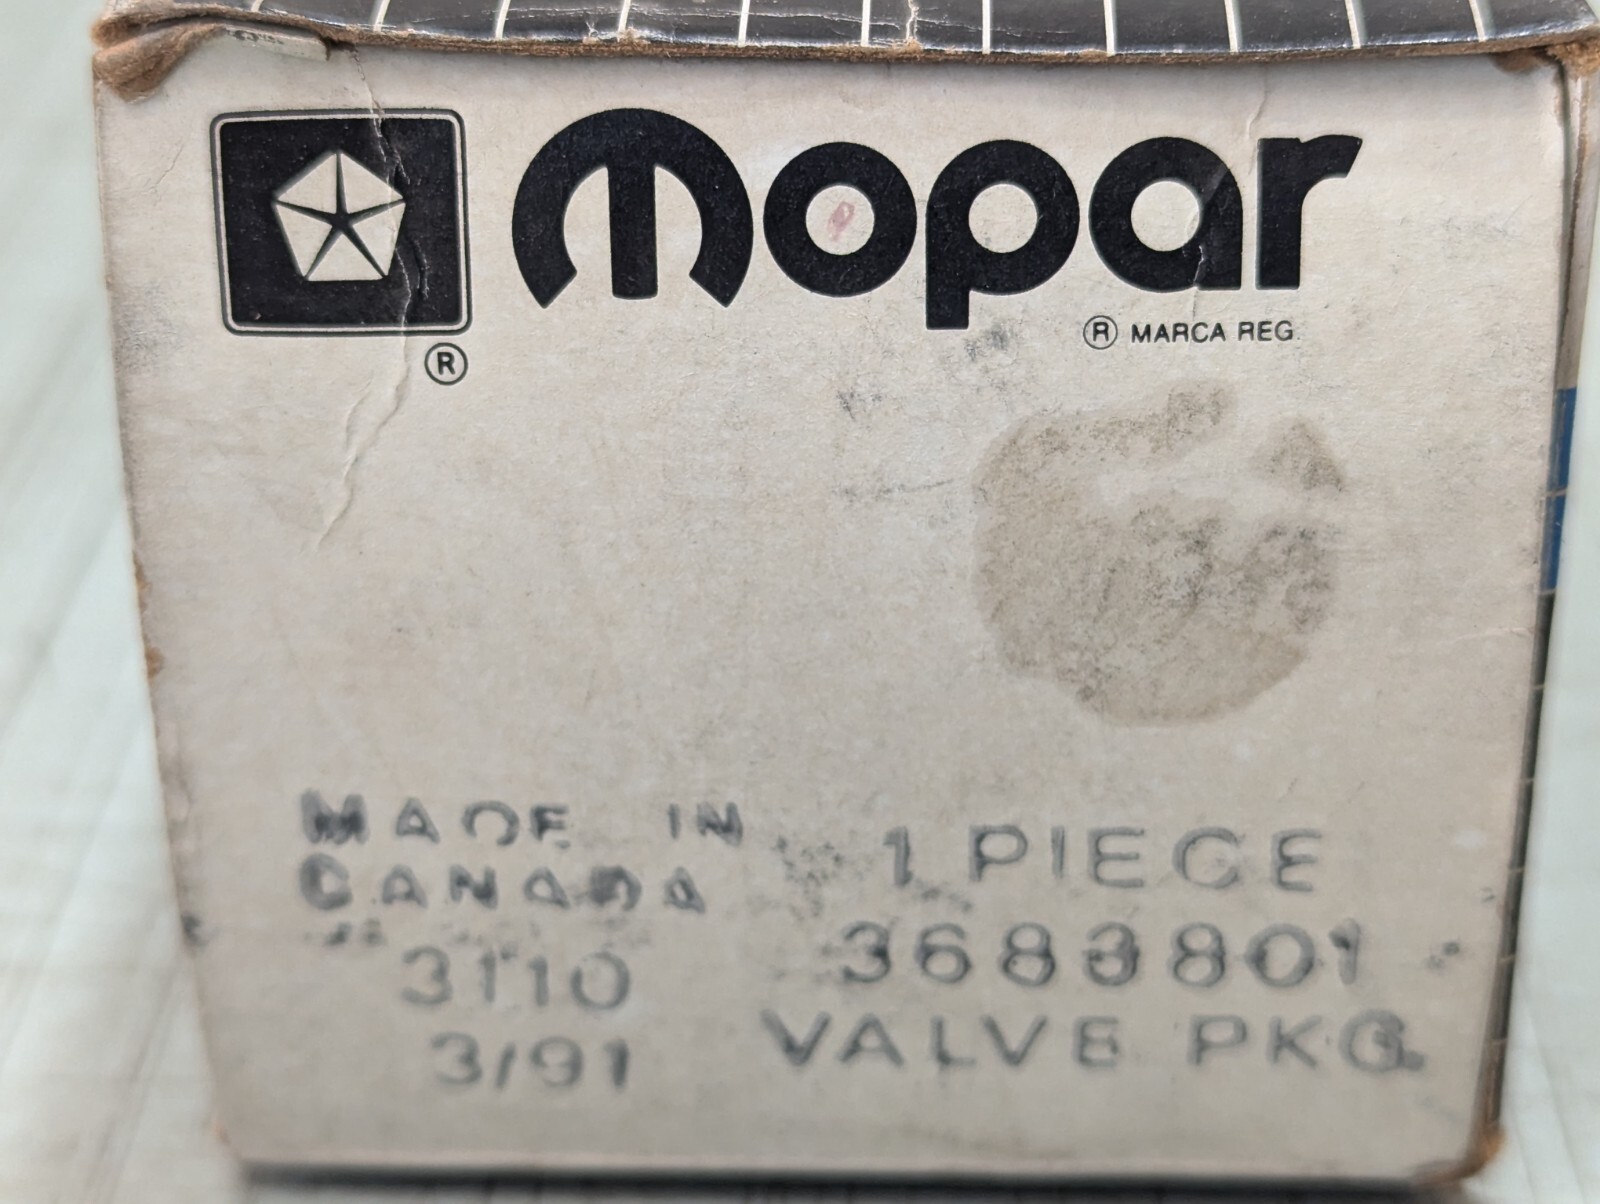 mopar
® MARCA REG.
®
MADE IN
CANADA
3110
3/91
1 PIECE
3683801
VALVE PKG.